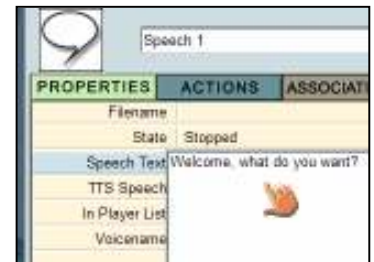 Speech 1
PROPERTIES ACTIONS ASSOCIATI
Filename
State Stopped
Speech Text Welcome, what do you want?
TTS Speech
In Player List
Voicename